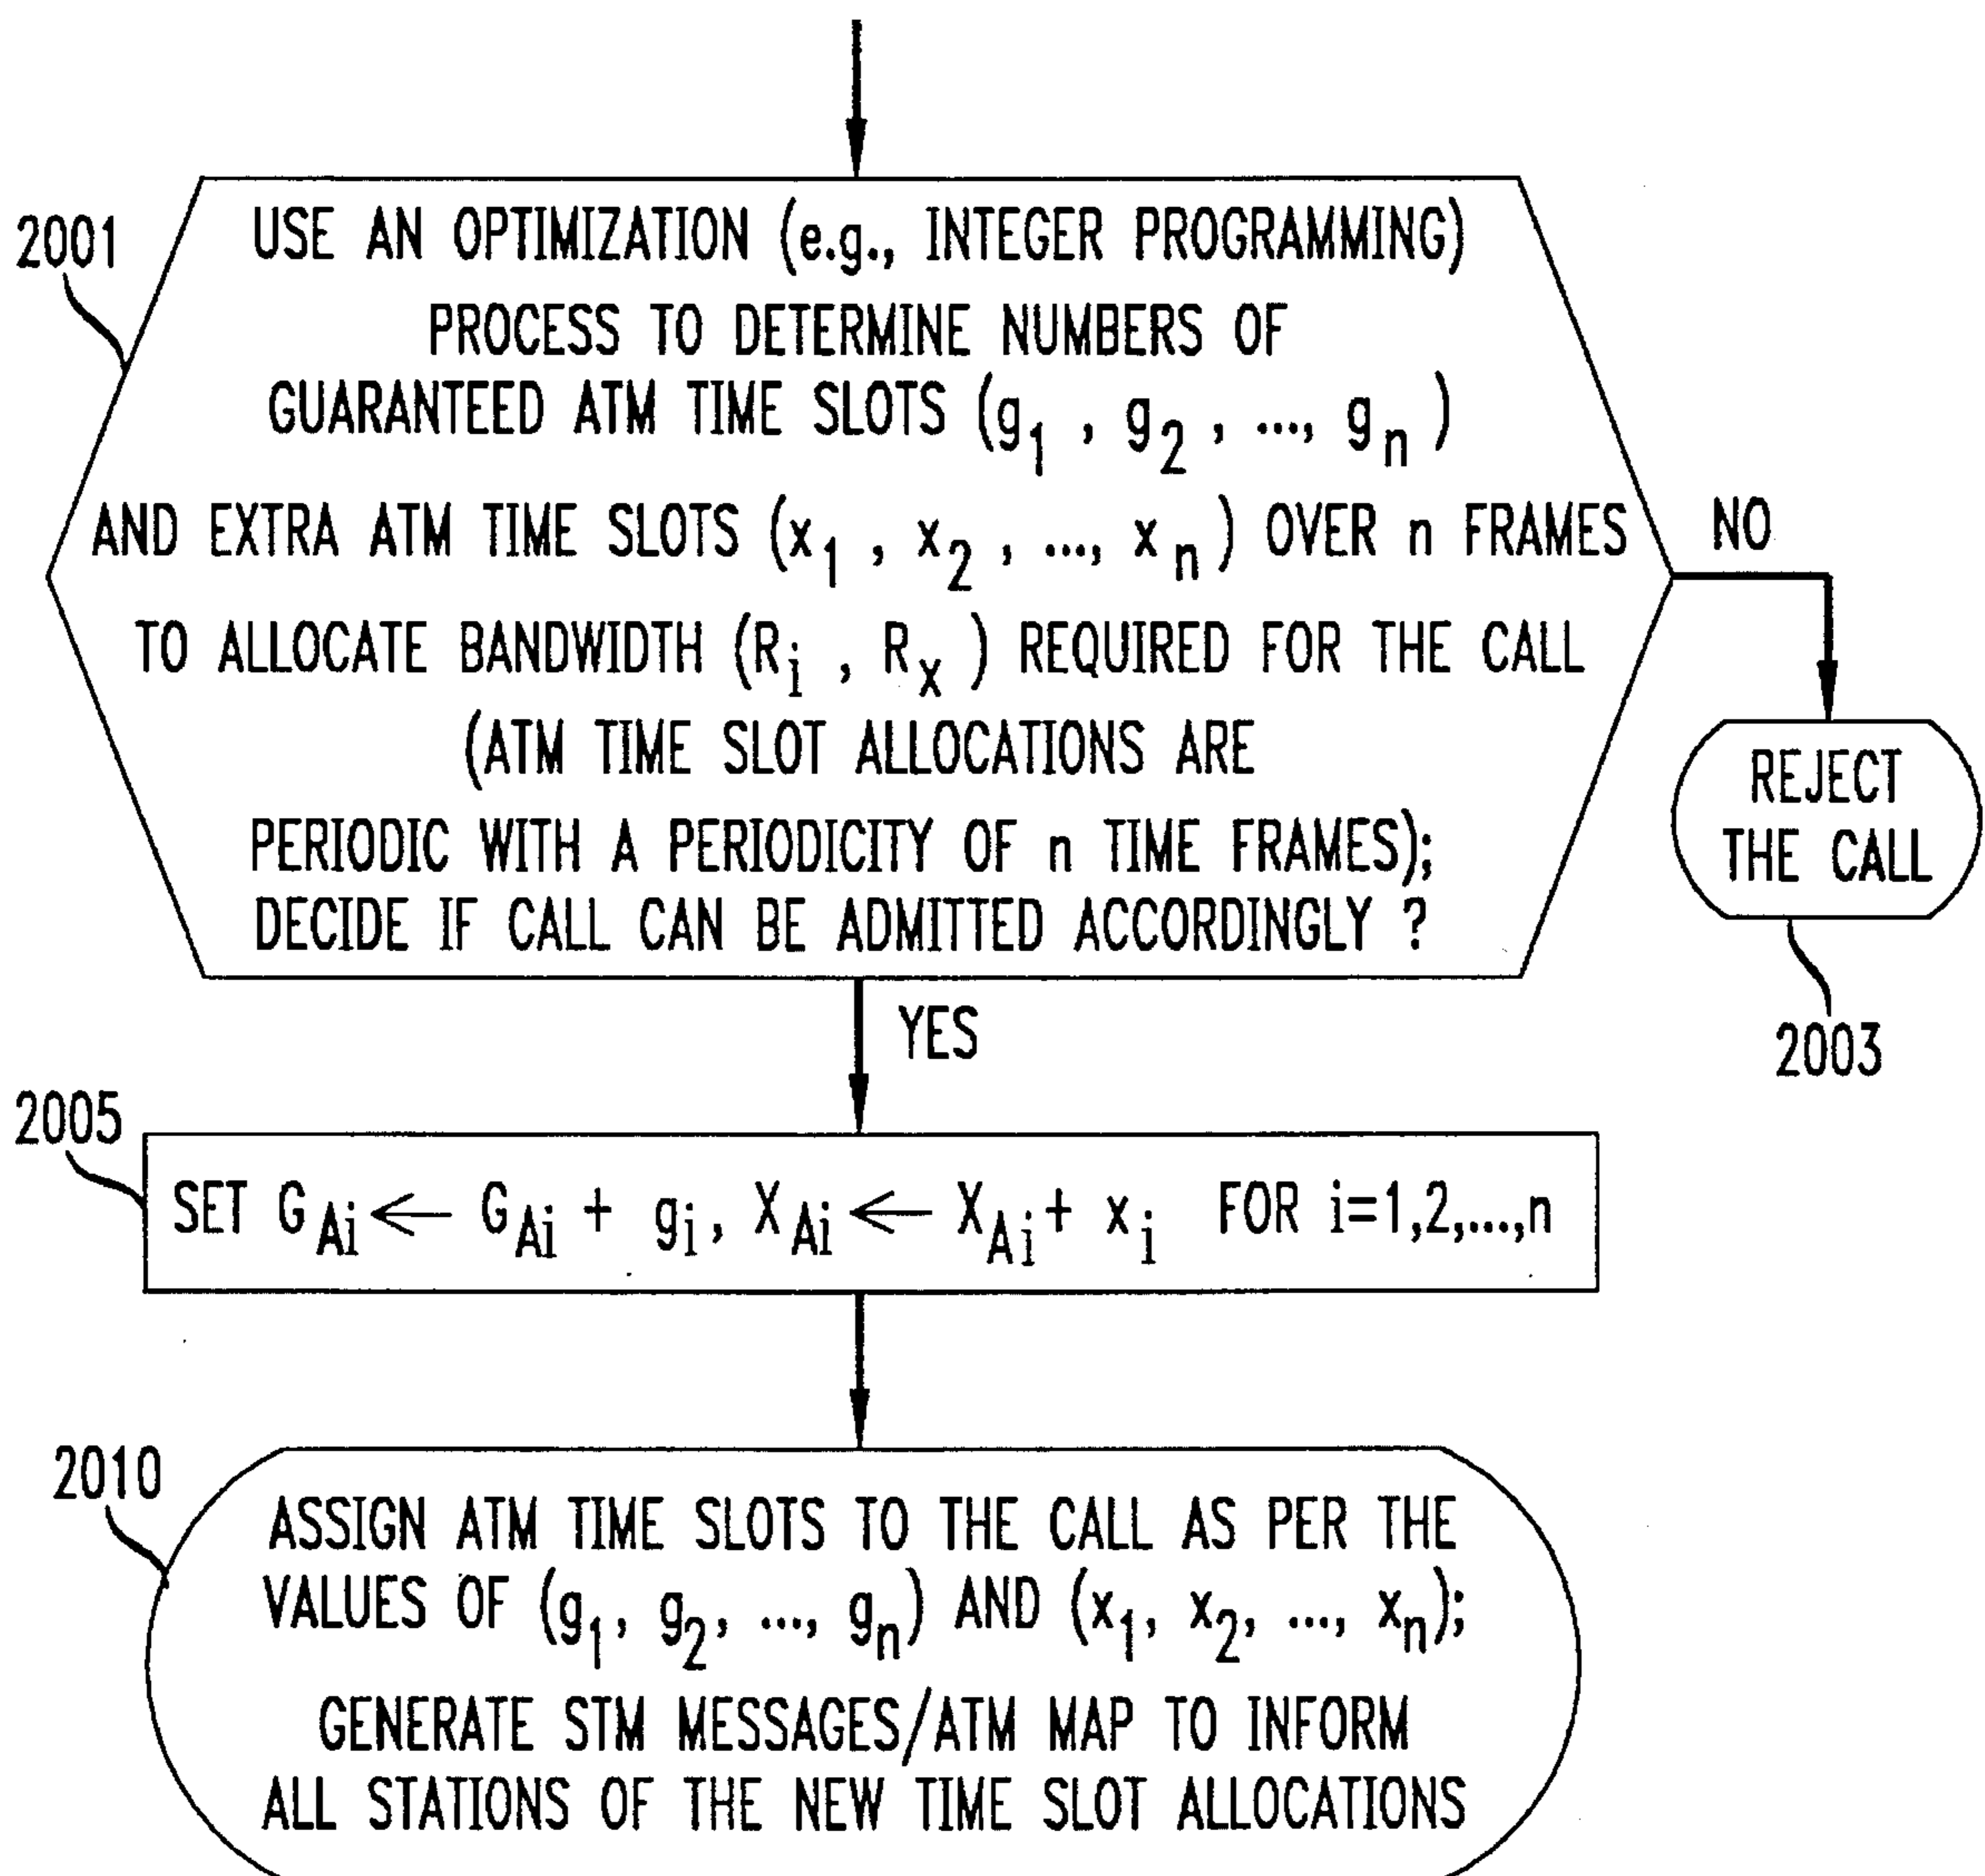 2001
USE AN OPTIMIZATION (e.g., INTEGER PROGRAMMING)
PROCESS TO DETERMINE NUMBERS OF
GUARANTEED ATM TIME SLOTS (g1 , g2 , ..., gn )
AND EXTRA ATM TIME SLOTS (x1 , x2 , ..., xn ) OVER n FRAMES
TO ALLOCATE BANDWIDTH (Ri , Rx ) REQUIRED FOR THE CALL
(ATM TIME SLOT ALLOCATIONS ARE
PERIODIC WITH A PERIODICITY OF n TIME FRAMES);
DECIDE IF CALL CAN BE ADMITTED ACCORDINGLY ?
NO
REJECT
THE CALL
2003
YES
2005
SET GAi ← GAi + gi, XAi ← XAi + xi FOR i=1,2,...,n
2010
ASSIGN ATM TIME SLOTS TO THE CALL AS PER THE
VALUES OF (g1, g2, ..., gn) AND (x1, x2, ..., xn);
GENERATE STM MESSAGES/ATM MAP TO INFORM
ALL STATIONS OF THE NEW TIME SLOT ALLOCATIONS